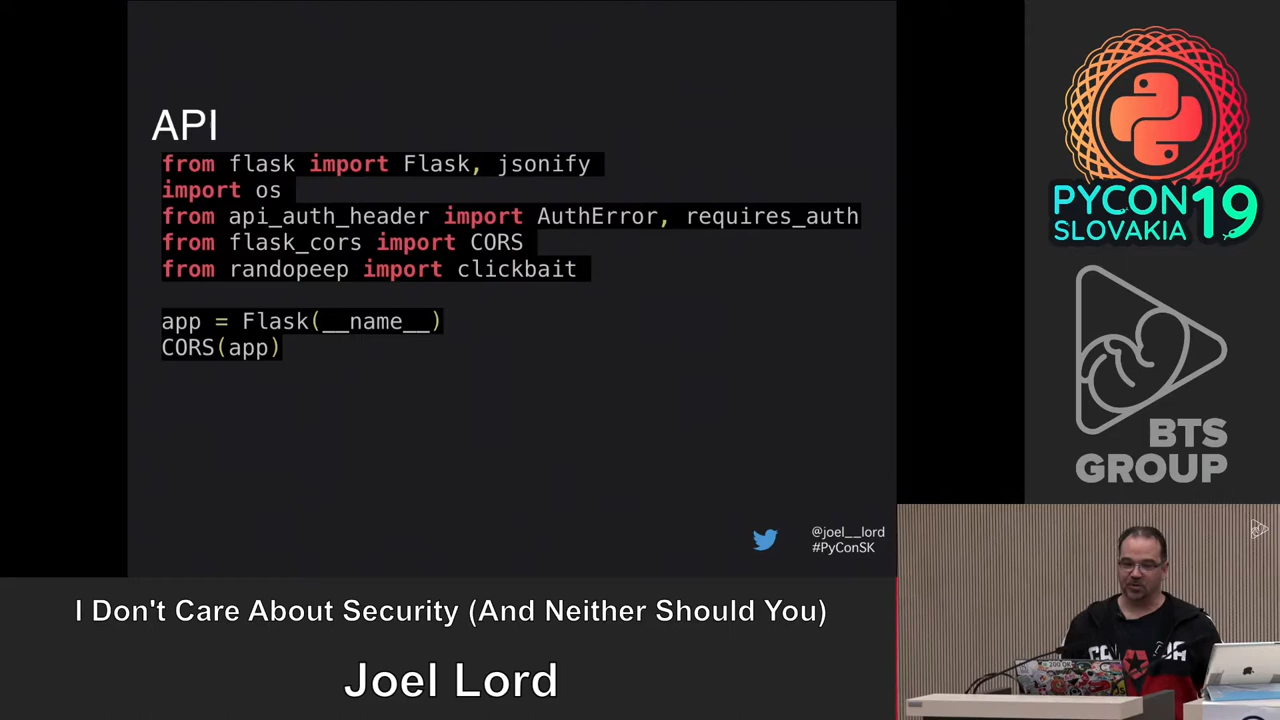 API
from flask import Flask, jsonify
import os
from api_auth_header import AuthError, requires_auth
from flask_cors import CORS
from randopeep import clickbait
app = Flask(__name__)
CORS(app)
@joel__lord
#PyConSK
I Don't Care About Security (And Neither Should You)
Joel Lord
PYCON 19
SLOVAKIA
BTS
GROUP